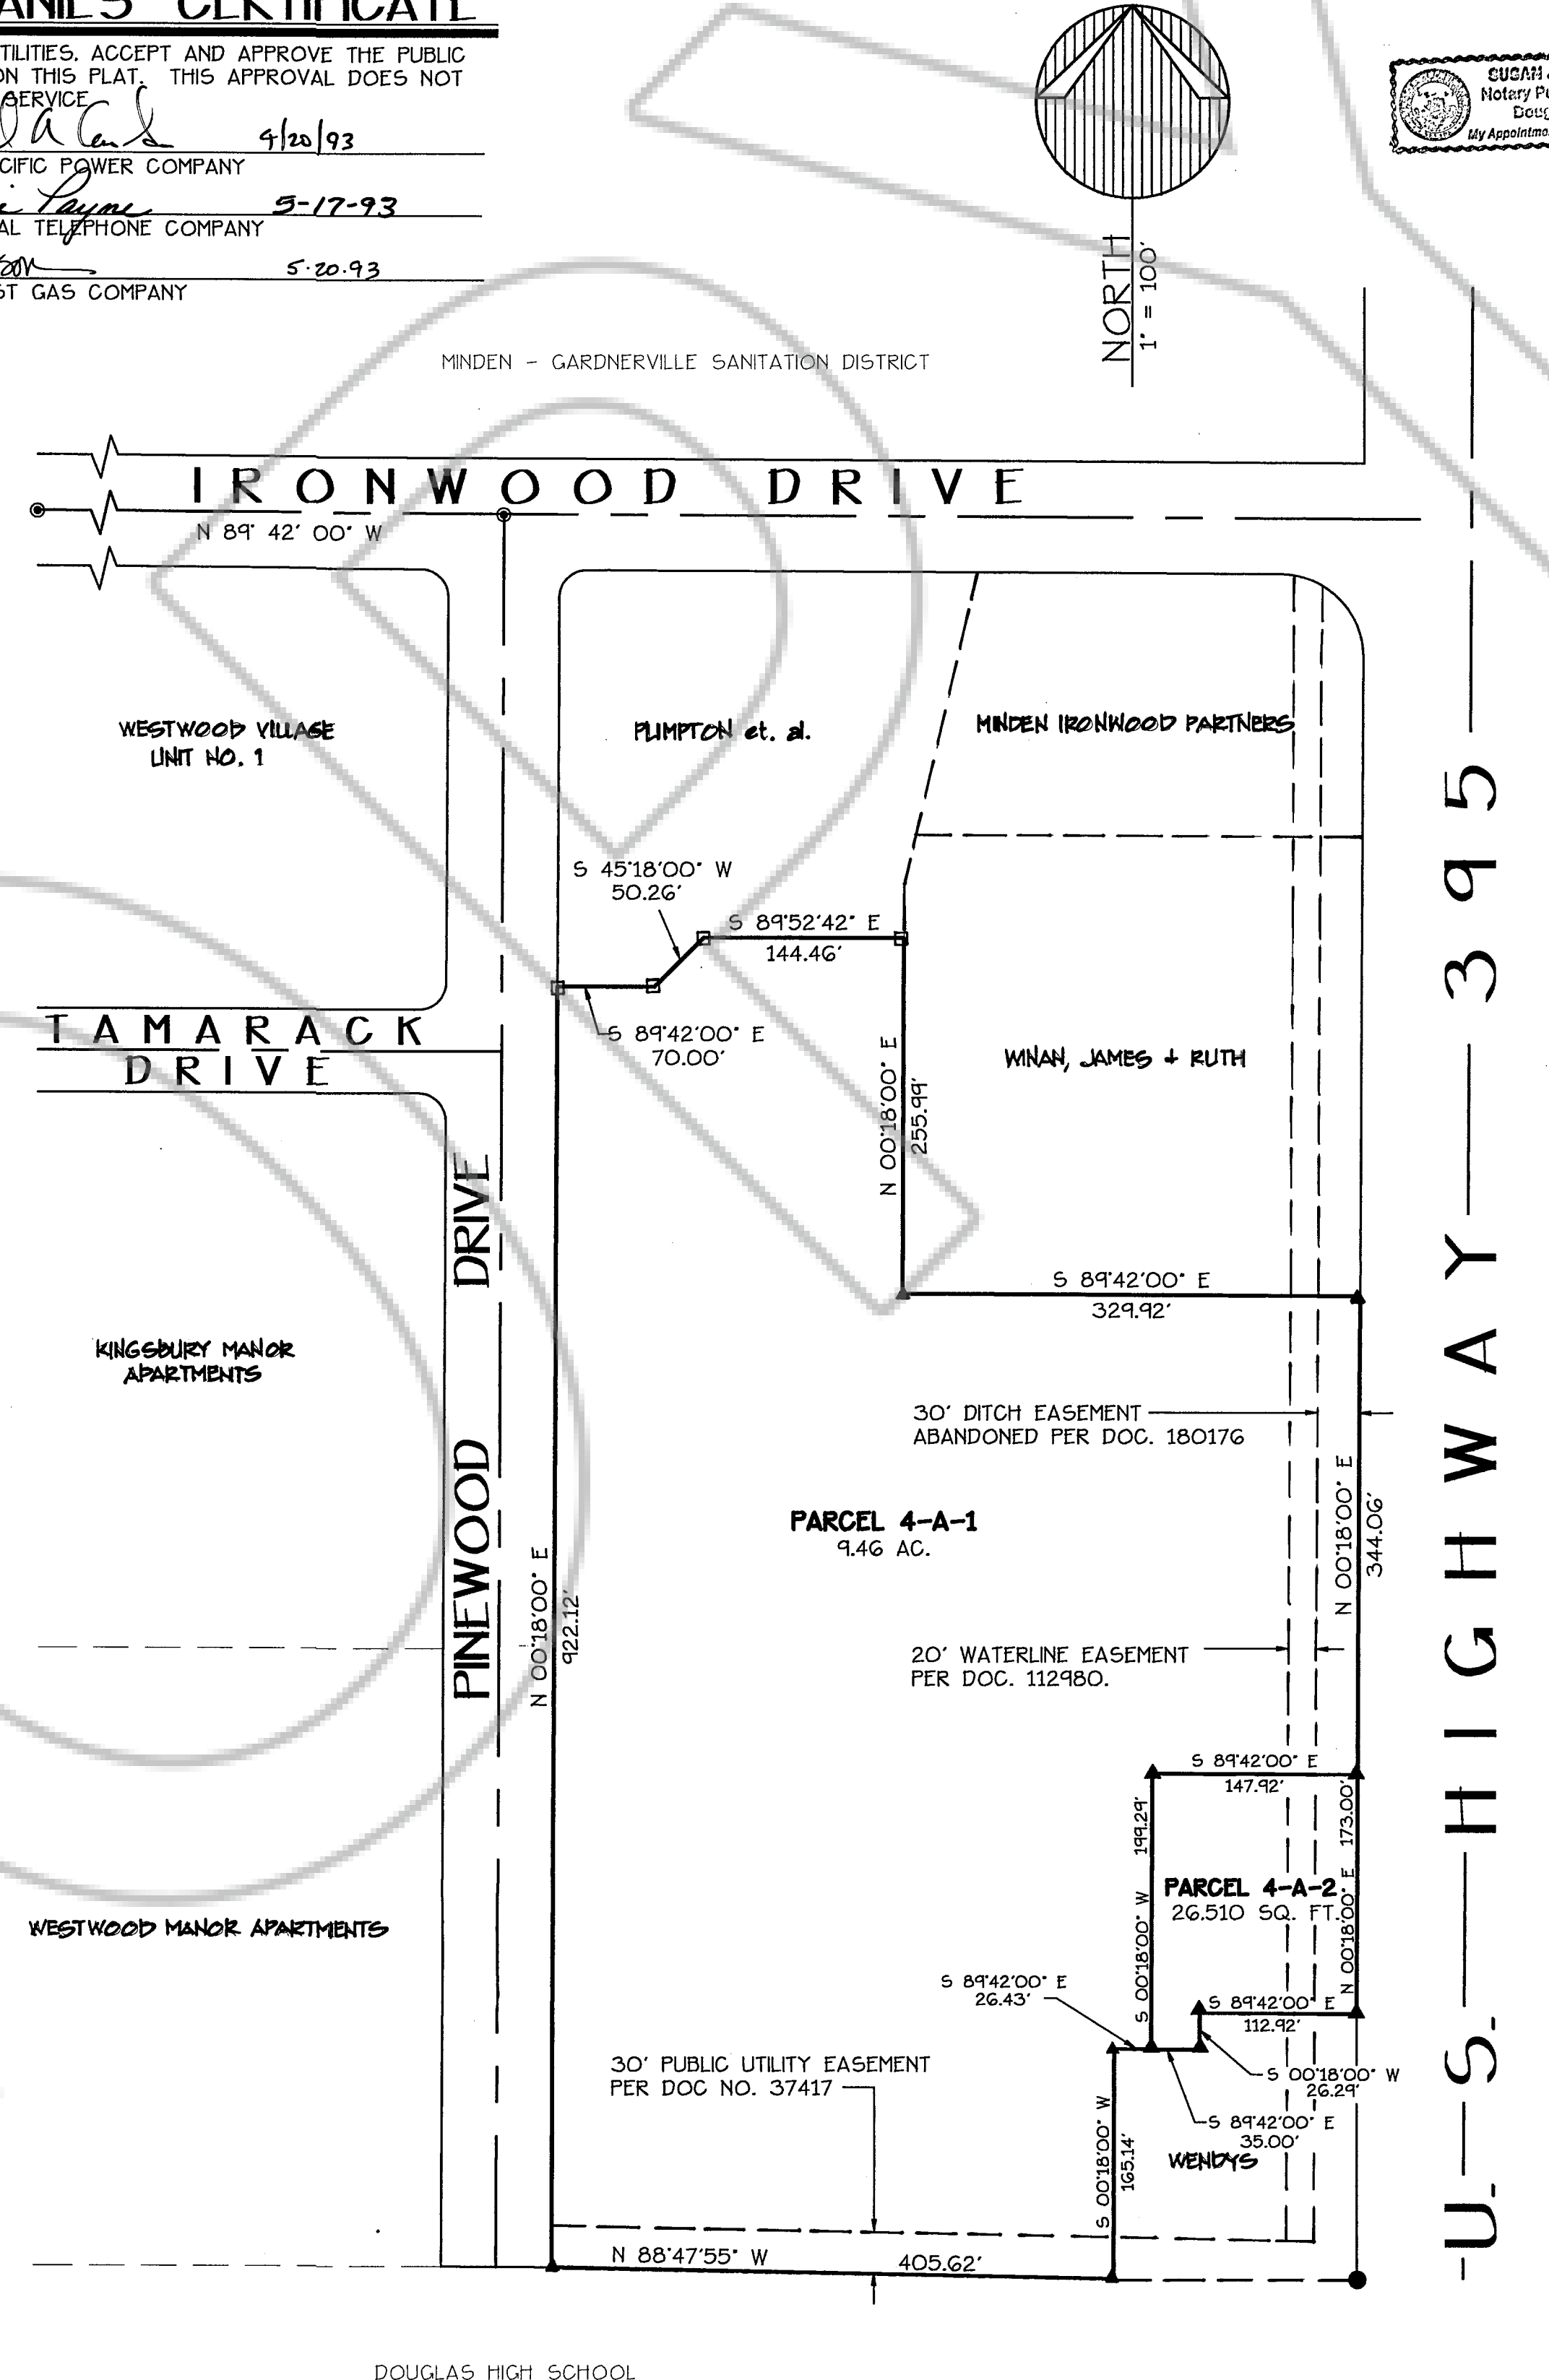 CERTIFICATE
ACCEPT AND APPROVE THE PUBLIC
ON THIS PLAT. THIS APPROVAL DOES NOT
SERVICE
4/20/93
POWER COMPANY
Payne 5-17-93
TELEPHONE COMPANY
5.20.93
GAS COMPANY
NORTH
1" = 100'
SUSAN
Notary
My
MINDEN - GARDNERVILLE SANITATION DISTRICT
IRONWOOD DRIVE
N 89° 42' 00" W
WESTWOOD VILLAGE
UNIT NO. 1
PLIMPTON et. al.
MINDEN IRONWOOD PARTNERS
S 45°18'00" W
50.26'
S 89°52'42" E
144.46'
S 89°42'00" E
70.00'
TAMARACK
DRIVE
N 00°18'00" E
255.99'
WINAN, JAMES + RUTH
S 89°42'00" E
329.92'
KINGSBURY MANOR
APARTMENTS
PINEWOOD DRIVE
30' DITCH EASEMENT
ABANDONED PER DOC. 180176
N 00°18'00" E
344.06'
PARCEL 4-A-1
9.46 AC.
N 00°18'00" E
922.12'
20' WATERLINE EASEMENT
PER DOC. 112980.
U. S. HIGHWAY 395
S 89°42'00" E
147.92'
S 00°18'00" W 199.29'
N 00°18'00" E 173.00'
PARCEL 4-A-2
26.510 SQ. FT.
WESTWOOD MANOR APARTMENTS
S 89°42'00" E
26.43'
S 89°42'00" E
112.92'
S 00°18'00" W
26.29'
S 89°42'00" E
35.00'
WENDYS
30' PUBLIC UTILITY EASEMENT
PER DOC NO. 37417
S 00°18'00" W
165.14'
N 88°47'55" W 405.62'
DOUGLAS HIGH SCHOOL